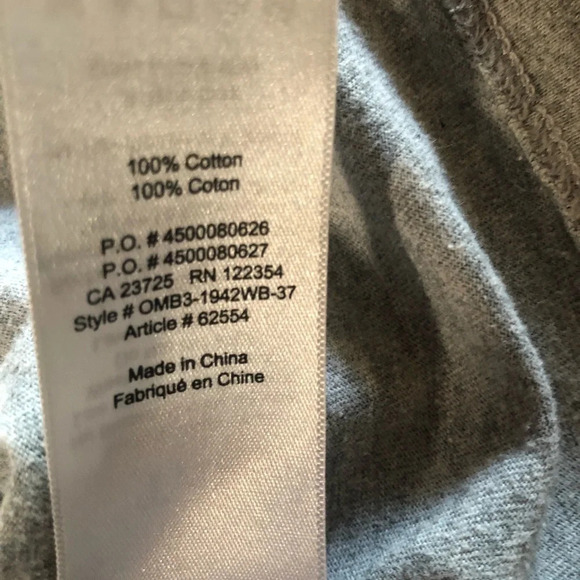 100% Cotton
100% Coton
P.O. # 4500080626
P.O. # 4500080627
CA 23725 RN 122354
Style # OMB3-1942WB-37
Article # 62554
Made in China
Fabriqué en Chine